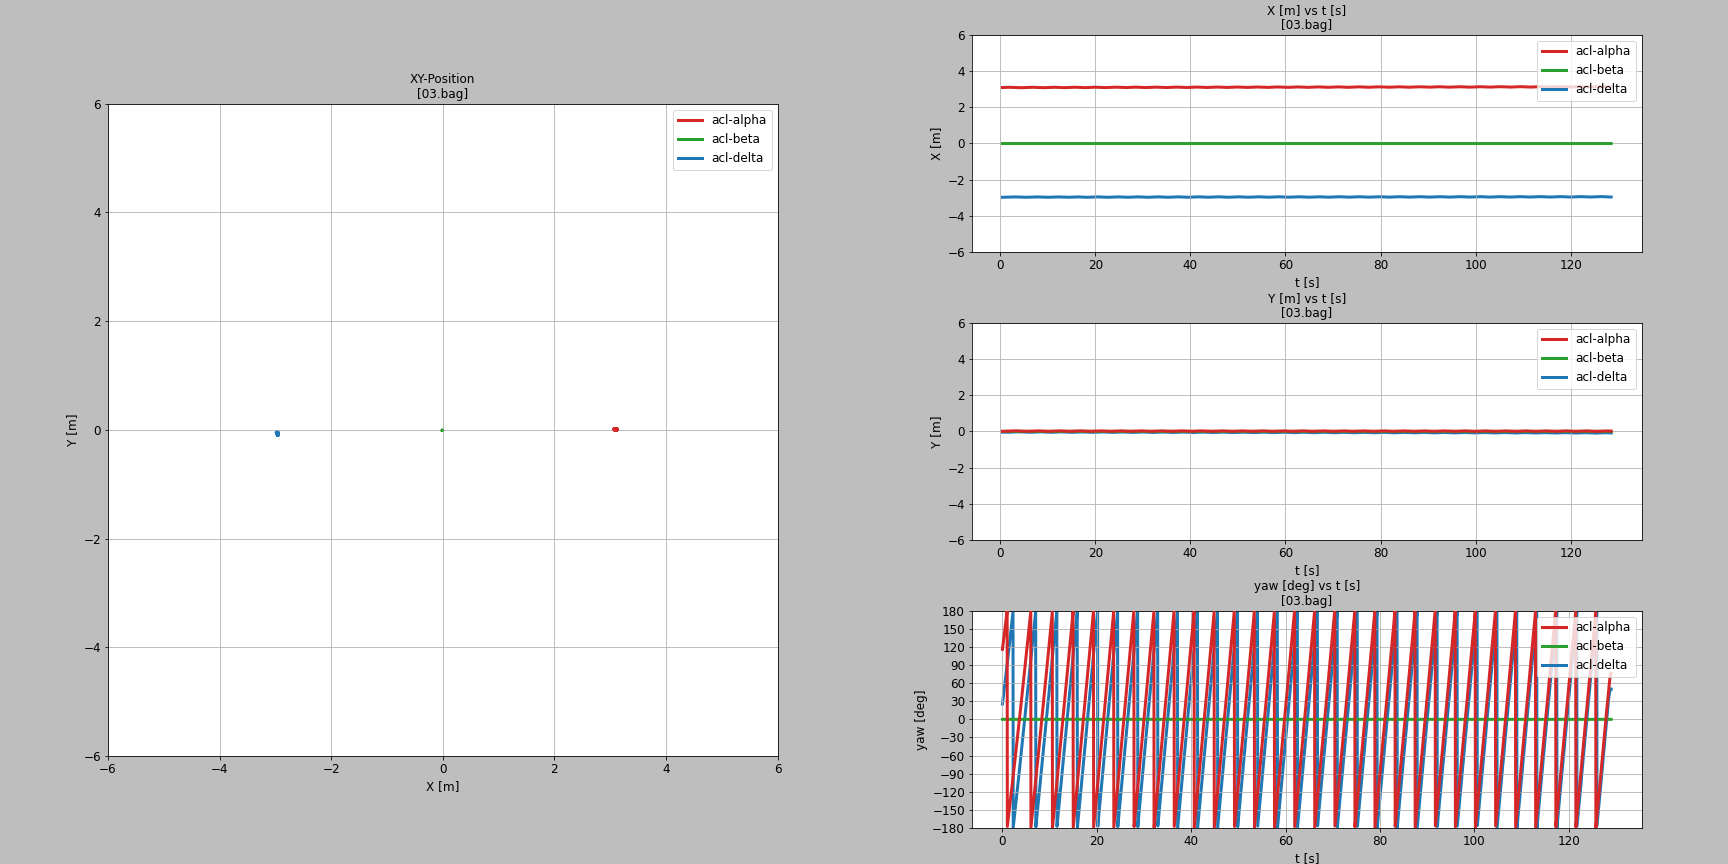 XY-Position
[03.bag]
6
4
2
0
−2
−4
−6
−6
−4
−2
0
2
4
6
X [m]
Y [m]
acl-alpha
acl-beta
acl-delta
X [m] vs t [s]
[03.bag]
6
4
2
0
−2
−4
−6
0
20
40
60
80
100
120
t [s]
X [m]
acl-alpha
acl-beta
acl-delta
Y [m] vs t [s]
[03.bag]
6
4
2
0
−2
−4
−6
0
20
40
60
80
100
120
t [s]
Y [m]
acl-alpha
acl-beta
acl-delta
yaw [deg] vs t [s]
[03.bag]
180
150
120
90
60
30
0
−30
−60
−90
−120
−150
−180
0
20
40
60
80
100
120
t [s]
yaw [deg]
acl-alpha
acl-beta
acl-delta